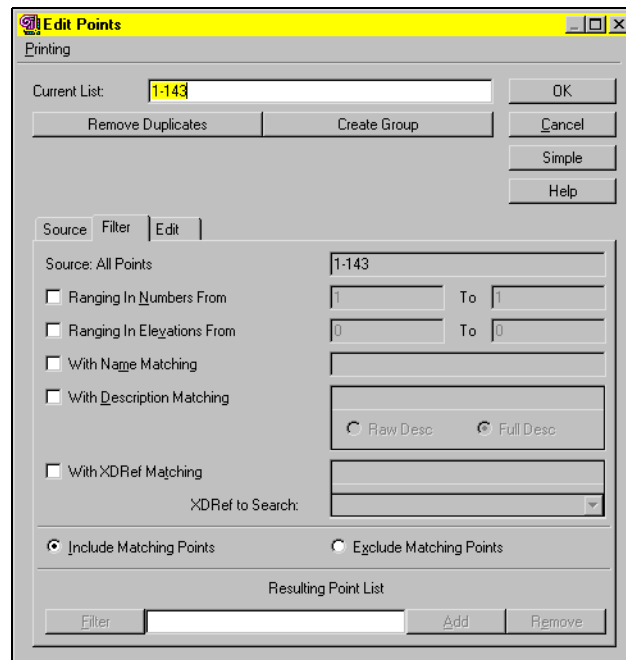 Edit Points
Printing
Current List: 1-143 OK
Remove Duplicates Create Group Cancel
Simple
Help
Source Filter Edit
Source: All Points 1-143
Ranging In Numbers From 1 To 1
Ranging In Elevations From 0 To 0
With Name Matching
With Description Matching
Raw Desc Full Desc
With XDRef Matching
XDRef to Search:
Include Matching Points Exclude Matching Points
Resulting Point List
Filter Add Remove